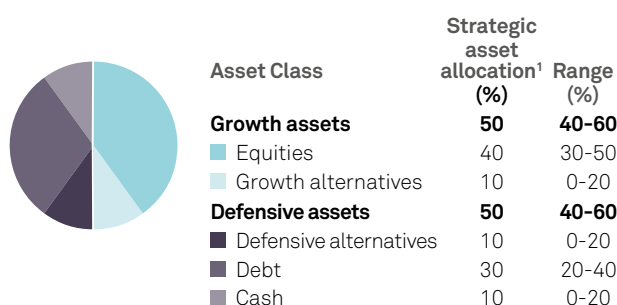 Strategic
asset
Asset Class allocation¹ Range
(%) (%)
Growth assets 50 40-60
Equities 40 30-50
Growth alternatives 10 0-20
Defensive assets 50 40-60
Defensive alternatives 10 0-20
Debt 30 20-40
Cash 10 0-20